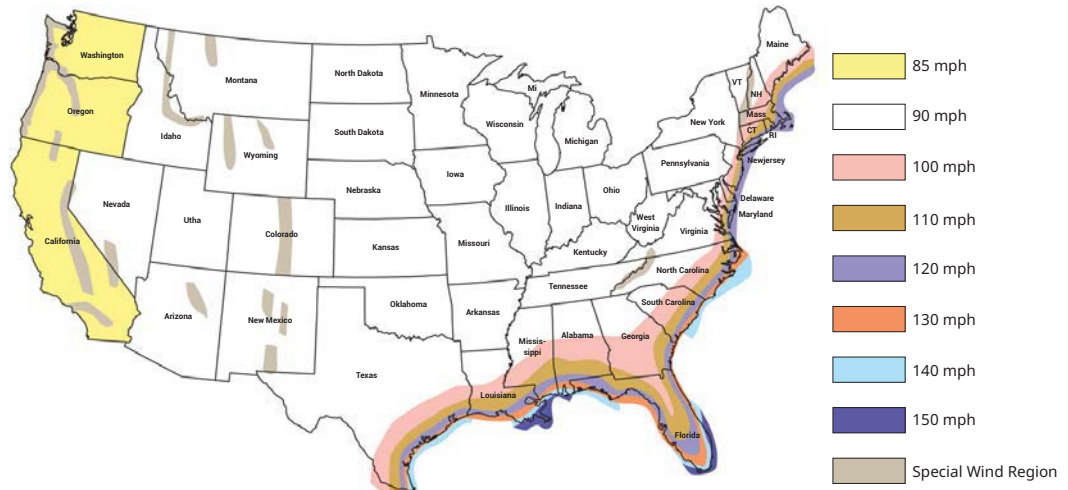 Washington
Oregon
California
Nevada
Idaho
Montana
Wyoming
Utha
Colorado
Arizona
New Mexico
North Dakota
South Dakota
Nebraska
Kansas
Oklahoma
Texas
Minnesota
Iowa
Missouri
Arkansas
Louisiana
Wisconsin
Illinois
Mi
Michigan
Indiana
Ohio
Kentucky
Tennessee
Missis-
sippi
Alabama
Georgia
Florida
South Carolina
North Carolina
Virginia
West
Virginia
Pennsylvania
New York
VT
NH
Maine
Mass
CT
RI
Newjersey
Delaware
Maryland
85 mph
90 mph
100 mph
110 mph
120 mph
130 mph
140 mph
150 mph
Special Wind Region